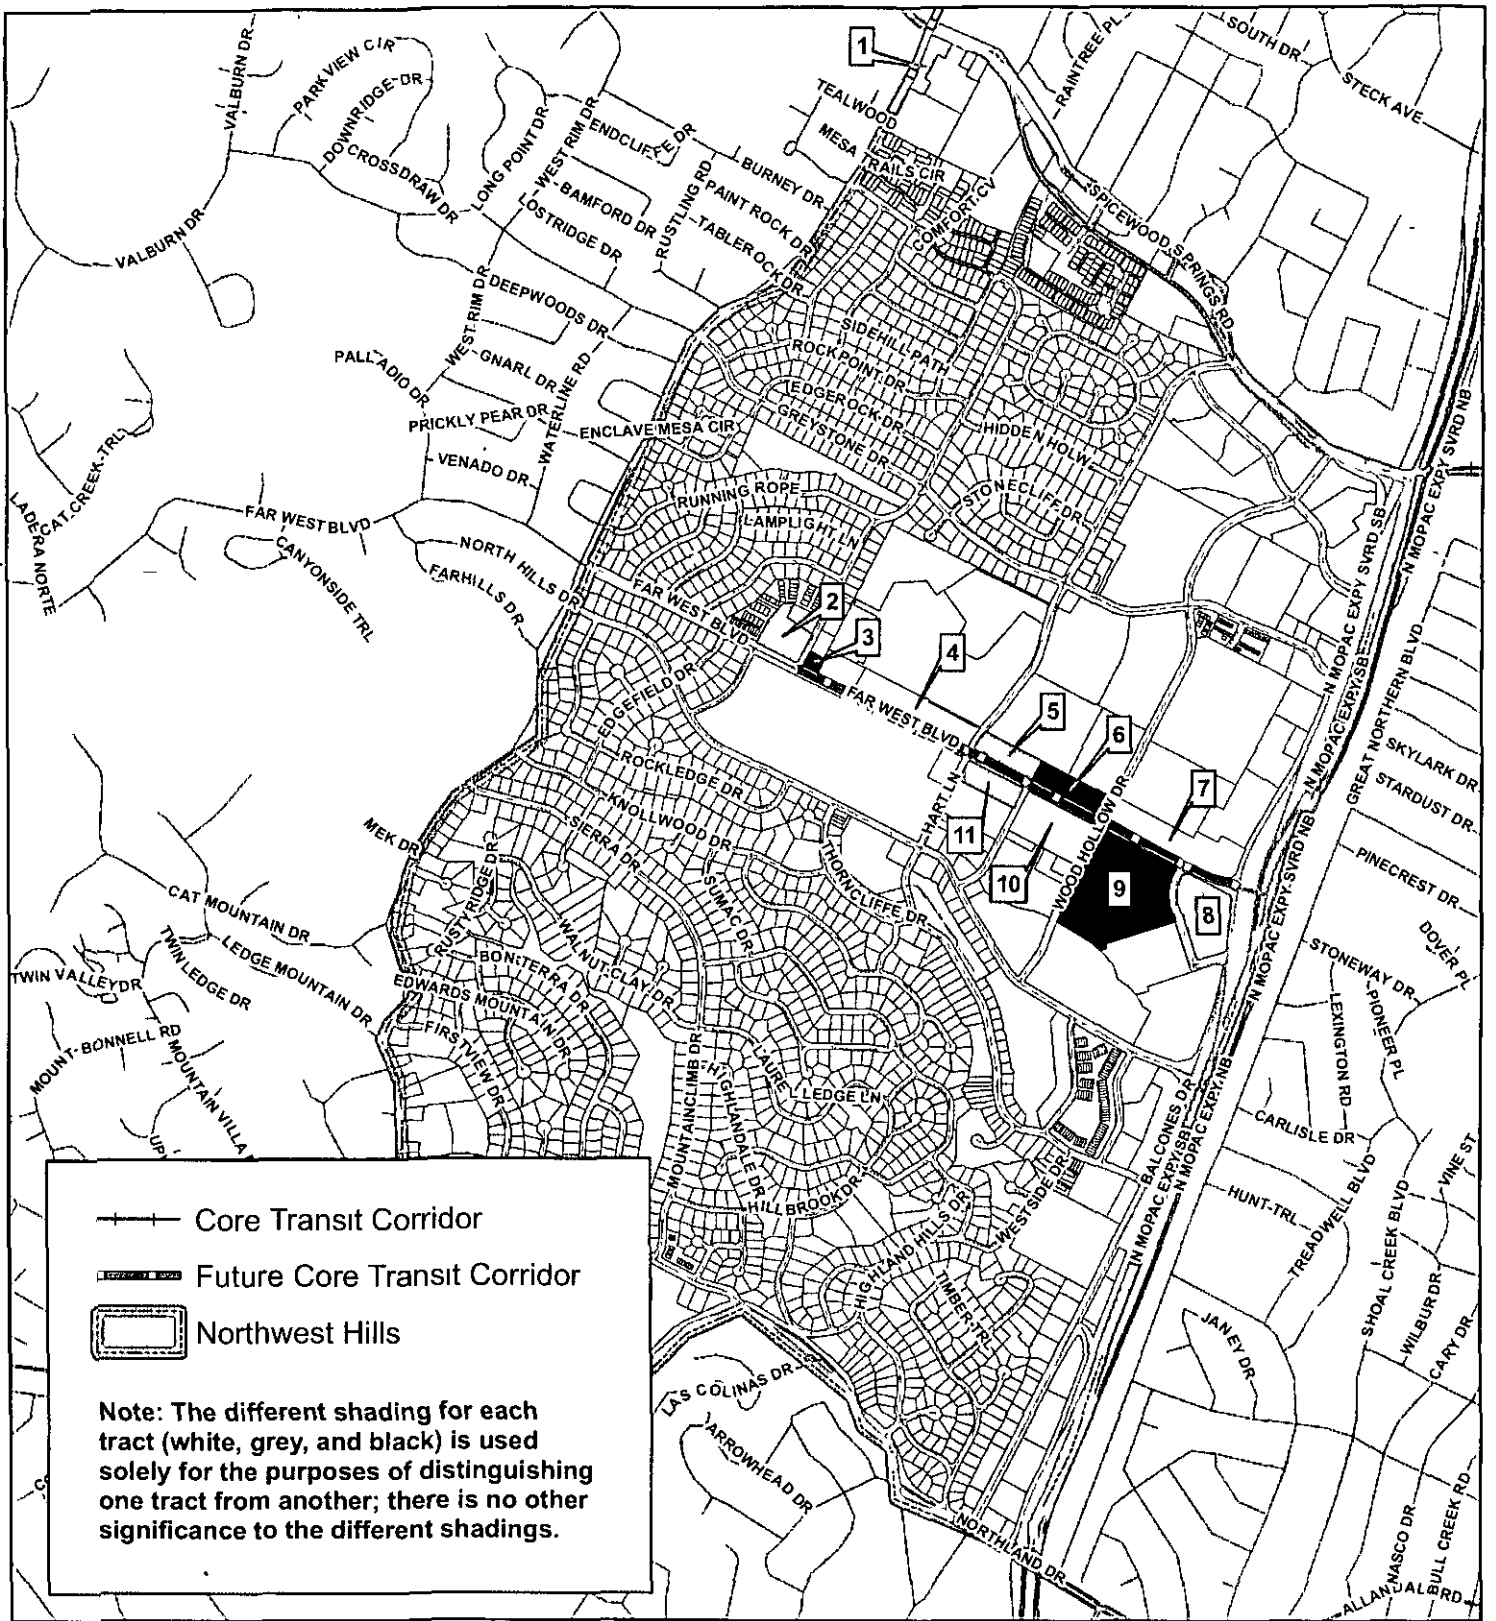 1
SOUTH DR
STECK AVE
RAINTREE PL
VALBURN DR
PARK VIEW CIR
DOWNRIDGE DR
CROSSDRAW DR
LONG POINT DR
WEST RIM DR
ENDCLIFFE DR
TEALWOOD
MESA TRAILS CIR
BURNEY DR
BAMFORD DR
RUSTLING RD
PAINT ROCK DR
COMFORT CV
LOSTRIDGE DR
TABLEROCK DR
SPICEWOOD SPRINGS RD
VALBURN DR
WEST RIM DR
DEEPWOODS DR
SIDEHILL PATH
PALLADIO DR
GNARL DR
WATERLINE RD
ROCKPOINT DR
EDGEROCK DR
PRICKLY PEAR DR
ENCLAVE MESA CIR
GREYSTONE DR
HIDDEN HOLW
N MOPAC EXPY SVRD NB
CAT CREEK TRL
VENADO DR
RUNNING ROPE
STONECLIFF DR
LADERA NORTE
FAR WEST BLVD
LAMPLIGHT LN
CANYONSIDE TRL
NORTH HILLS DR
FARHILLS DR
FAR WEST BLVD
2
3
4
N MOPAC EXPY SVRD SB
N MOPAC EXPY SB
GREAT NORTHERN BLVD
EDGEFIELD DR
FAR WEST BLVD
5
6
SKYLARK DR
ROCKLEDGE DR
7
STARDUST DR
KNOLLWOOD DR
HART LN
11
WOOD HOLLOW DR
MEK DR
SIERRA DR
N MOPAC EXPY SVRD NB
PINECREST DR
THORNCLIFFE DR
10
9
8
CAT MOUNTAIN DR
RUSTY RIDGE DR
SUMAC DR
WALNUT CLAY DR
DOVER PL
TWIN LEDGE DR
LEDGE MOUNTAIN DR
BON TERRA DR
STONEWAY DR
TWIN VALLEY DR
EDWARDS MOUNTAIN DR
N MOPAC EXPY SVRD NB
LEXINGTON RD
PIONEER PL
MOUNT BONNELL RD
FIRSTVIEW DR
MOUNTAIN VILLA
LAUREL LEDGE LN
MOUNTAINCLIMB DR
HIGHLANDALE DR
BALCONES DR
N MOPAC EXPY SB
N MOPAC EXPY NB
CARLISLE DR
VINE ST
HILLBROOK DR
WESTSIDE DR
HUNT TRL
TREADWELL BLVD
SHOAL CREEK BLVD
HIGHLAND HILLS DR
TIMBER TRL
WILBUR DR
CARY DR
JANEY DR
LAS COLINAS DR
ARROWHEAD DR
NORTHLAND DR
NASCO DR
BULL CREEK RD
Core Transit Corridor
Future Core Transit Corridor
Northwest Hills
Note: The different shading for each
tract (white, grey, and black) is used
solely for the purposes of distinguishing
one tract from another; there is no other
significance to the different shadings.